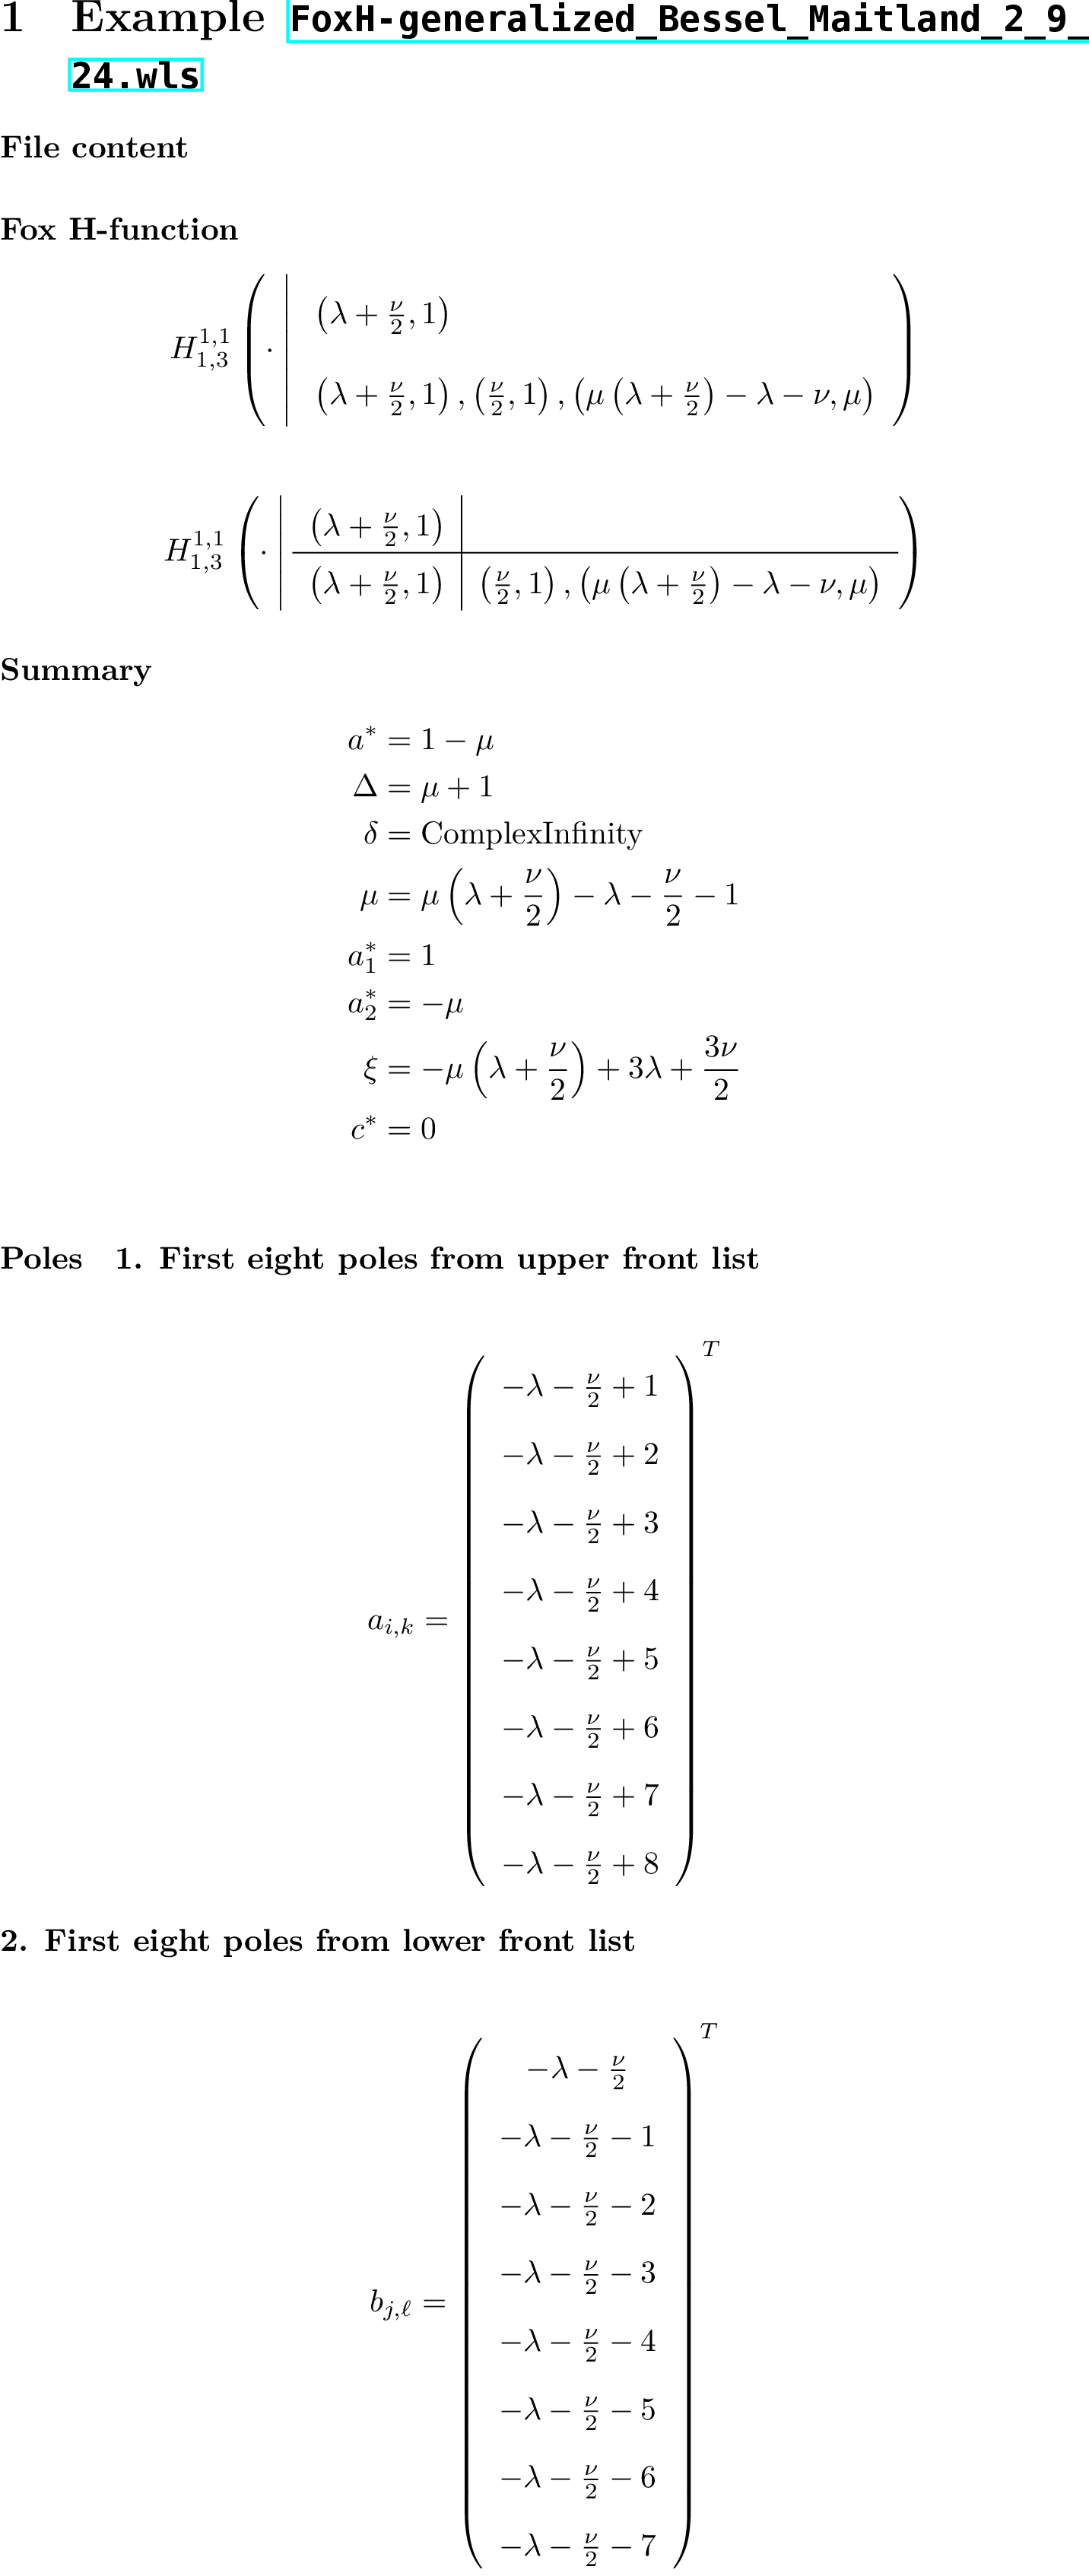 1 Example FoxH-generalized_Bessel_Maitland_2_9_
24.wls
File content
Fox H-function
$H_{1,3}^{1,1}\left(\cdot \left| \begin{array}{l} \left(\lambda+\frac{\nu}{2},1\right) \\ \left(\lambda+\frac{\nu}{2},1\right),\left(\frac{\nu}{2},1\right),\left(\mu\left(\lambda+\frac{\nu}{2}\right)-\lambda-\nu,\mu\right) \end{array} \right.\right)$
$H_{1,3}^{1,1}\left(\cdot \left| \begin{array}{c|c} \left(\lambda+\frac{\nu}{2},1\right) & \\ \hline \left(\lambda+\frac{\nu}{2},1\right) & \left(\frac{\nu}{2},1\right),\left(\mu\left(\lambda+\frac{\nu}{2}\right)-\lambda-\nu,\mu\right) \end{array} \right.\right)$
Summary
$a^* = 1-\mu$
$\Delta = \mu+1$
$\delta = \text{ComplexInfinity}$
$\mu = \mu\left(\lambda+\frac{\nu}{2}\right)-\lambda-\frac{\nu}{2}-1$
$a_1^* = 1$
$a_2^* = -\mu$
$\xi = -\mu\left(\lambda+\frac{\nu}{2}\right)+3\lambda+\frac{3\nu}{2}$
$c^* = 0$
Poles 1. First eight poles from upper front list
$a_{i,k} = \left(\begin{array}{c} -\lambda-\frac{\nu}{2}+1 \\ -\lambda-\frac{\nu}{2}+2 \\ -\lambda-\frac{\nu}{2}+3 \\ -\lambda-\frac{\nu}{2}+4 \\ -\lambda-\frac{\nu}{2}+5 \\ -\lambda-\frac{\nu}{2}+6 \\ -\lambda-\frac{\nu}{2}+7 \\ -\lambda-\frac{\nu}{2}+8 \end{array}\right)^T$
2. First eight poles from lower front list
$b_{j,\ell} = \left(\begin{array}{c} -\lambda-\frac{\nu}{2} \\ -\lambda-\frac{\nu}{2}-1 \\ -\lambda-\frac{\nu}{2}-2 \\ -\lambda-\frac{\nu}{2}-3 \\ -\lambda-\frac{\nu}{2}-4 \\ -\lambda-\frac{\nu}{2}-5 \\ -\lambda-\frac{\nu}{2}-6 \\ -\lambda-\frac{\nu}{2}-7 \end{array}\right)^T$